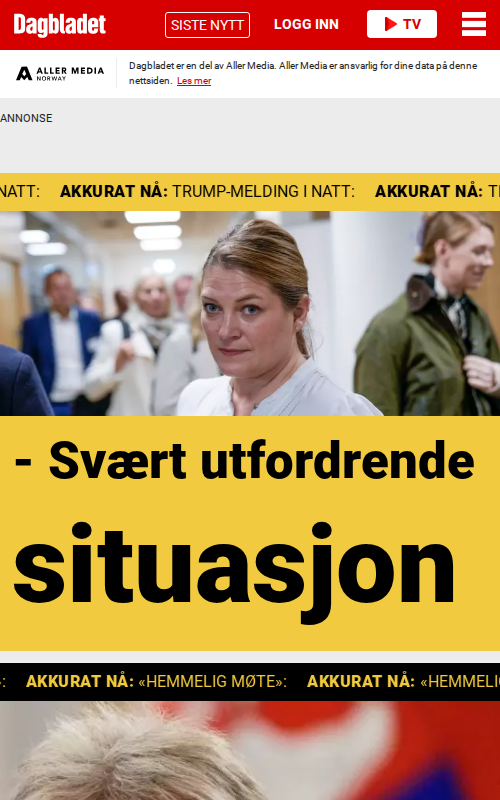 Dagbladet
SISTE NYTT
LOGG INN
TV
ALLER MEDIA
NORWAY
Dagbladet er en del av Aller Media. Aller Media er ansvarlig for dine data på denne
nettsiden. Les mer
ANNONSE
NATT: AKKURAT NÅ: TRUMP-MELDING I NATT: AKKURAT NÅ:
- Svært utfordrende
situasjon
AKKURAT NÅ: «HEMMELIG MØTE»: AKKURAT NÅ: «HEMMELIG